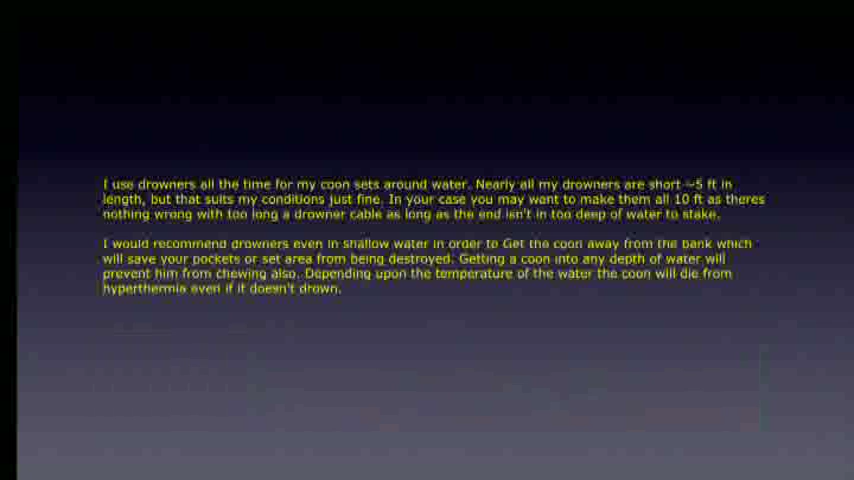 I use drowners all the time for my coon sets around water. Nearly all my drowners are short ~5 ft in
length, but that suits my conditions just fine. In your case you may want to make them all 10 ft as theres
nothing wrong with too long a drowner cable as long as the end isn't in too deep of water to stake.
I would recommend drowners even in shallow water in order to Get the coon away from the bank which
will save your pockets or set area from being destroyed. Getting a coon into any depth of water will
prevent him from chewing also. Depending upon the temperature of the water the coon will die from
hyperthermia even if it doesn't drown.